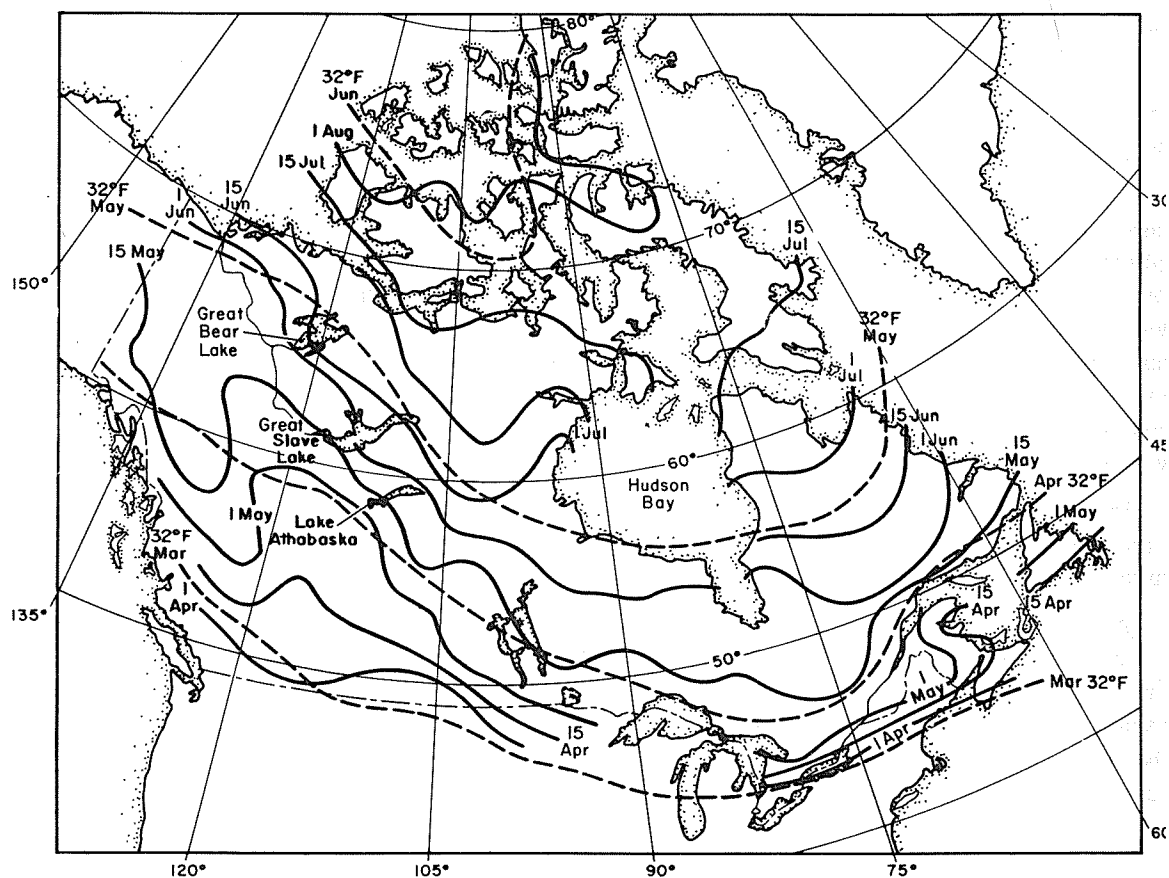 80°
32°F
Jun
1 Aug
15 Jul
32°F
May
1
Jun
15
Jun
15 May
70°
15
Jul
30
150°
Great
Bear
Lake
32°F
May
1
Jul
15 Jun
1 Jun
15
May
45
Great
Slave
Lake
1 Jul
60°
Hudson
Bay
Apr 32°F
1 May
1 May
Lake
Athabaska
32°F
Mar
1
Apr
15
Apr
5 Apr
135°
50°
1
May
Mar 32°F
15
Apr
1 Apr
60
120°
105°
90°
75°